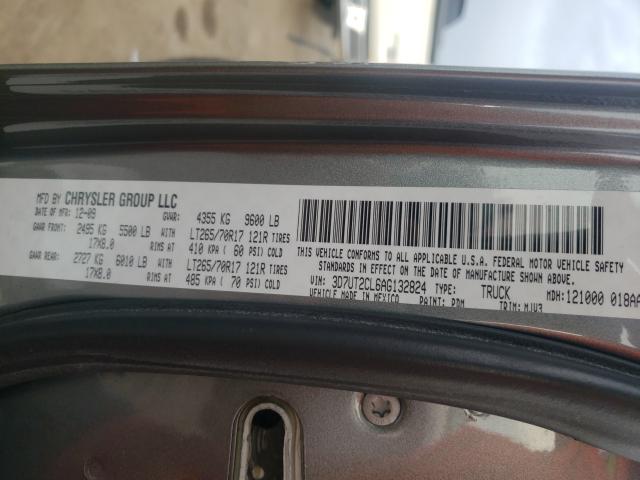 MFD BY CHRYSLER GROUP LLC
DATE OF MFR: 12-09 GVWR: 4355 KG 9600 LB
GAWR FRONT: 2495 KG 5500 LB WITH LT265/70R17 121R TIRES
17X8.0 RIMS AT 410 KPA ( 60 PSI) COLD
GAWR REAR: 2727 KG 6010 LB WITH LT265/70R17 121R TIRES
17X8.0 RIMS AT 485 KPA ( 70 PSI) COLD
THIS VEHICLE CONFORMS TO ALL APPLICABLE U.S.A. FEDERAL MOTOR VEHICLE SAFETY
STANDARDS IN EFFECT ON THE DATE OF MANUFACTURE SHOWN ABOVE.
VIN: 3D7UT2CL6AG132824 TYPE: TRUCK MDH: 121000 018AA
VEHICLE MADE IN MEXICO PAINT: PDM TRIM: MJV3